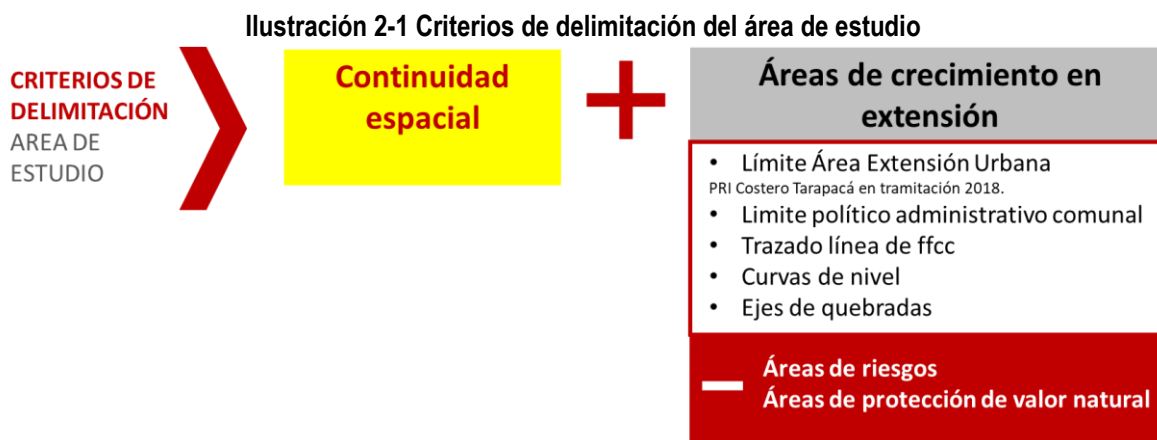 Ilustración 2-1 Criterios de delimitación del área de estudio
CRITERIOS DE
DELIMITACIÓN
AREA DE
ESTUDIO
Continuidad
espacial
+
Áreas de crecimiento en
extensión
• Límite Área Extensión Urbana
PRI Costero Tarapacá en tramitación 2018.
• Limite político administrativo comunal
• Trazado línea de ffcc
• Curvas de nivel
• Ejes de quebradas
Áreas de riesgos
Áreas de protección de valor natural